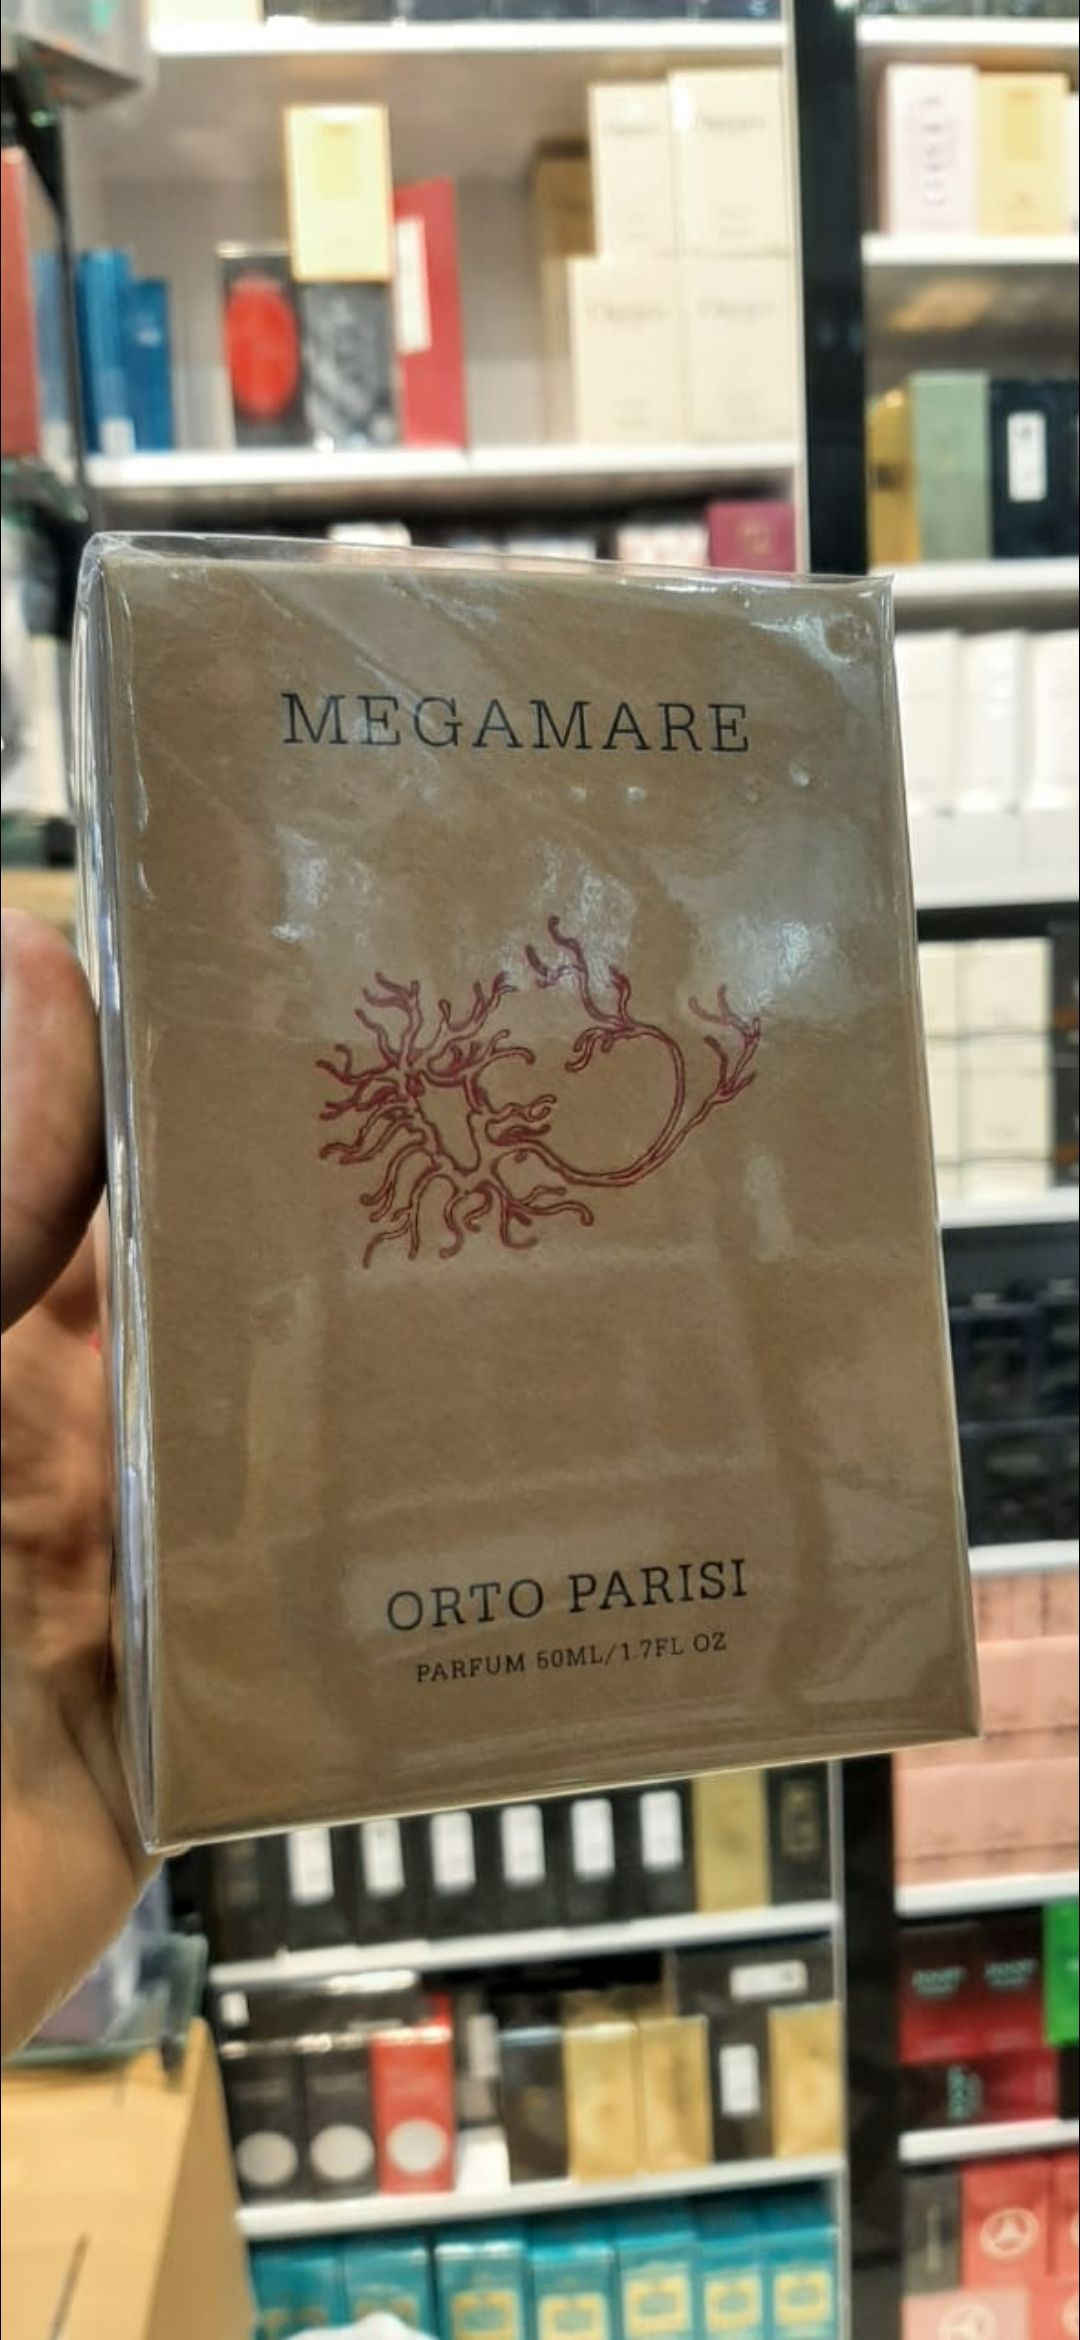 MEGAMARE
ORTO PARISI
PARFUM 50ML/1.7FL OZ